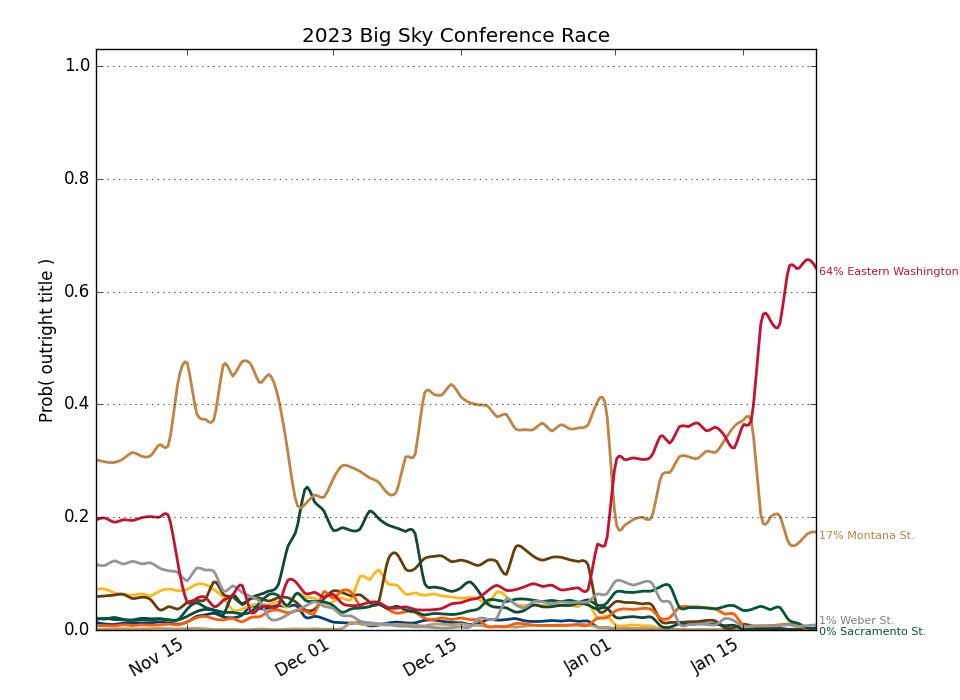 2023 Big Sky Conference Race
Prob( outright title )
1.0
0.8
0.6
0.4
0.2
0.0
64% Eastern Washington
17% Montana St.
1% Weber St.
0% Sacramento St.
Nov 15
Dec 01
Dec 15
Jan 01
Jan 15